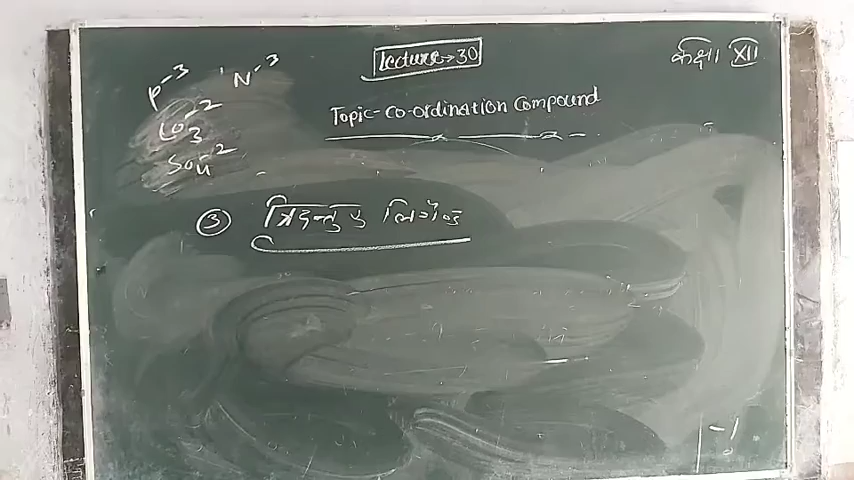 Lecture→30
कक्षा XII
P-3 N-3
Topic-Co-ordination Compound
CO3-2
SO4-2
③ त्रिदन्तुर लिगेण्ड